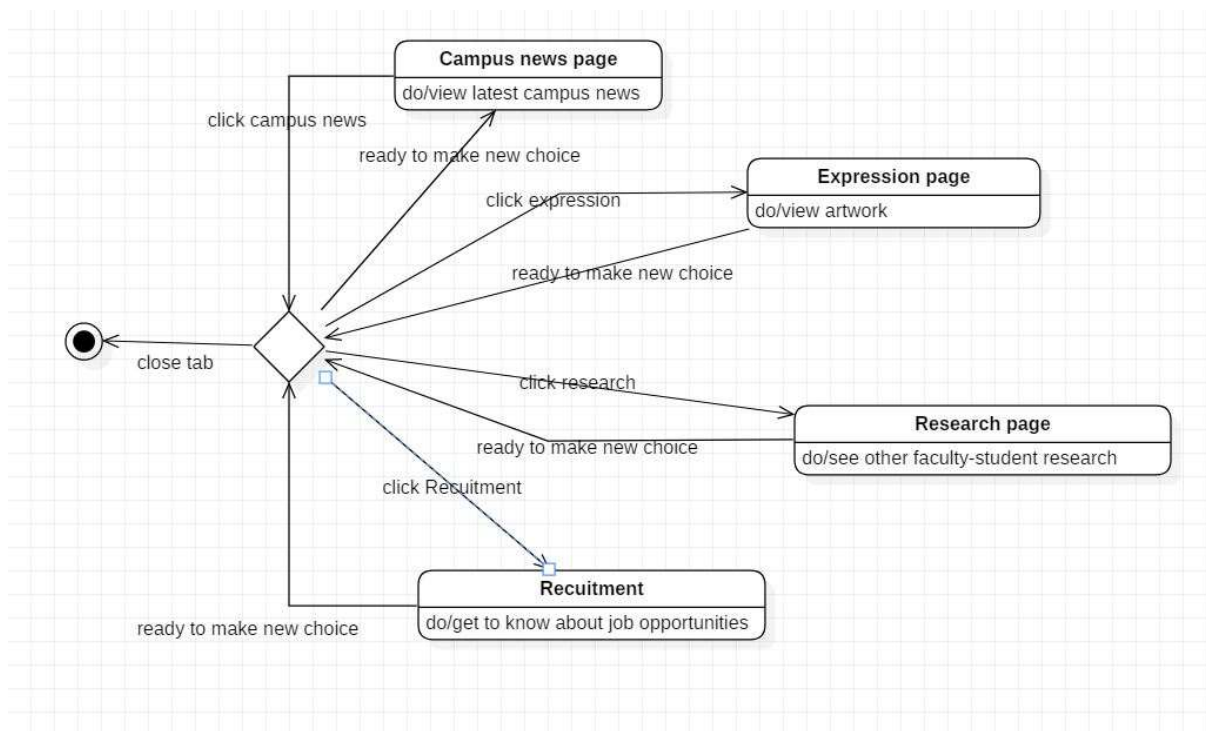 Campus news page
do/view latest campus news
click campus news
ready to make new choice
Expression page
click expression
do/view artwork
ready to make new choice
close tab
click research
Research page
ready to make new choice
do/see other faculty-student research
click Recuitment
Recuitment
do/get to know about job opportunities
ready to make new choice